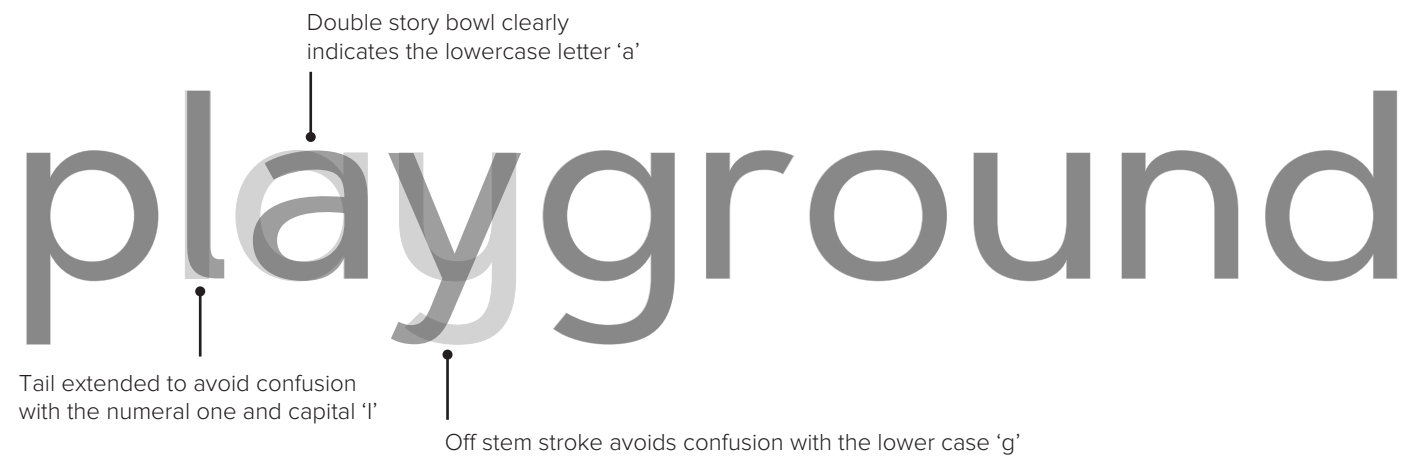 Double story bowl clearly
indicates the lowercase letter ‘a’
playground
Tail extended to avoid confusion
with the numeral one and capital ‘I’
Off stem stroke avoids confusion with the lower case ‘g’